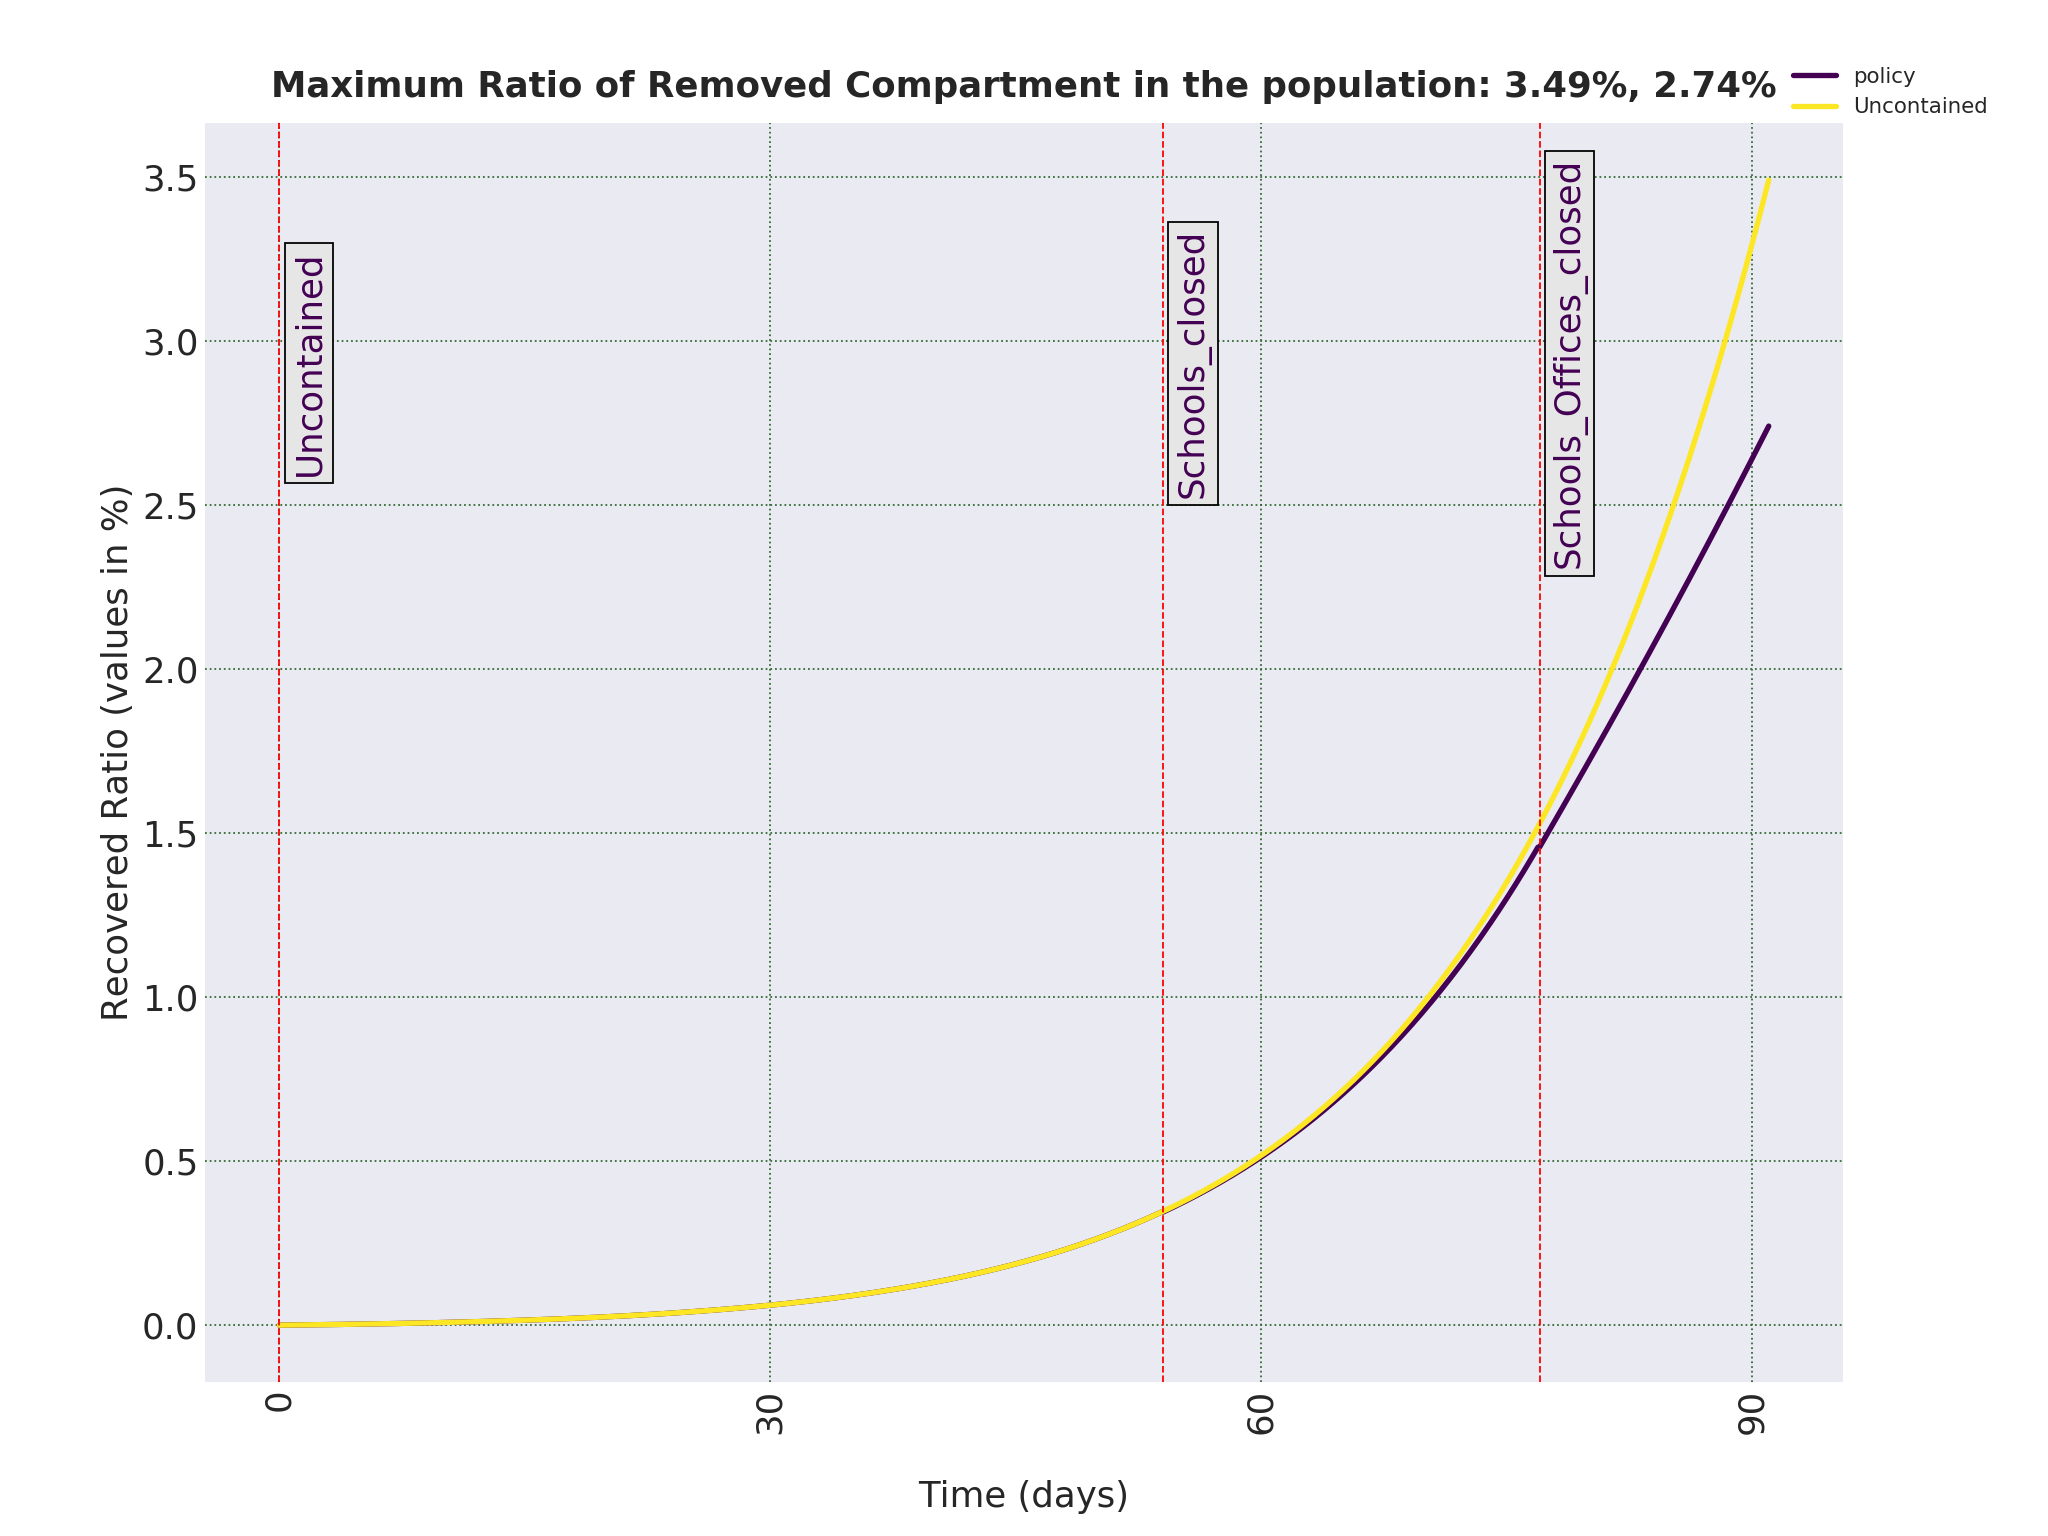 Maximum Ratio of Removed Compartment in the population: 3.49%, 2.74%
policy
Uncontained
Recovered Ratio (values in %)
3.5
3.0
2.5
2.0
1.5
1.0
0.5
0.0
Uncontained
Schools_closed
Schools_Offices_closed
0
30
60
90
Time (days)